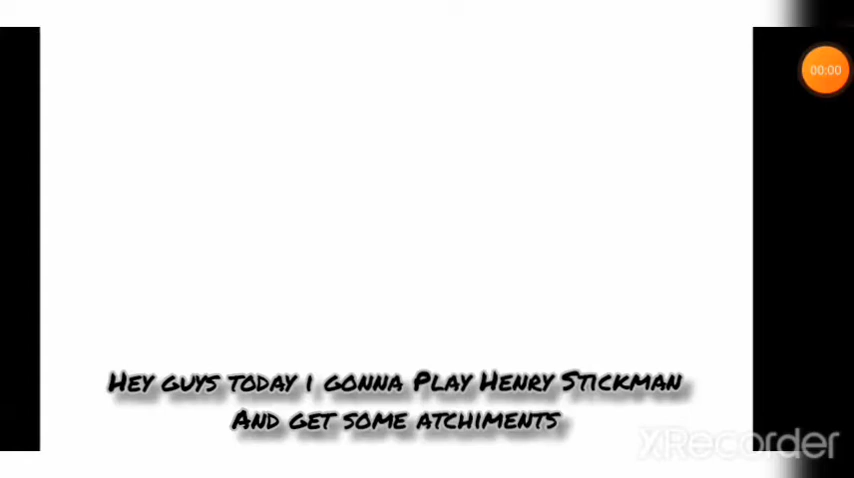 00:00
Hey guys today i gonna Play Henry Stickman
And get some atchiments
XRecorder